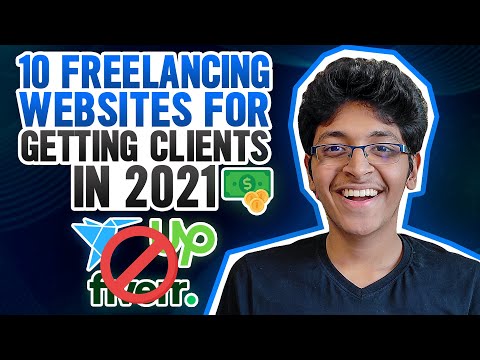 10 FREELANCING
WEBSITES FOR
GETTING CLIENTS
IN 2021
$
Up
fiverr.